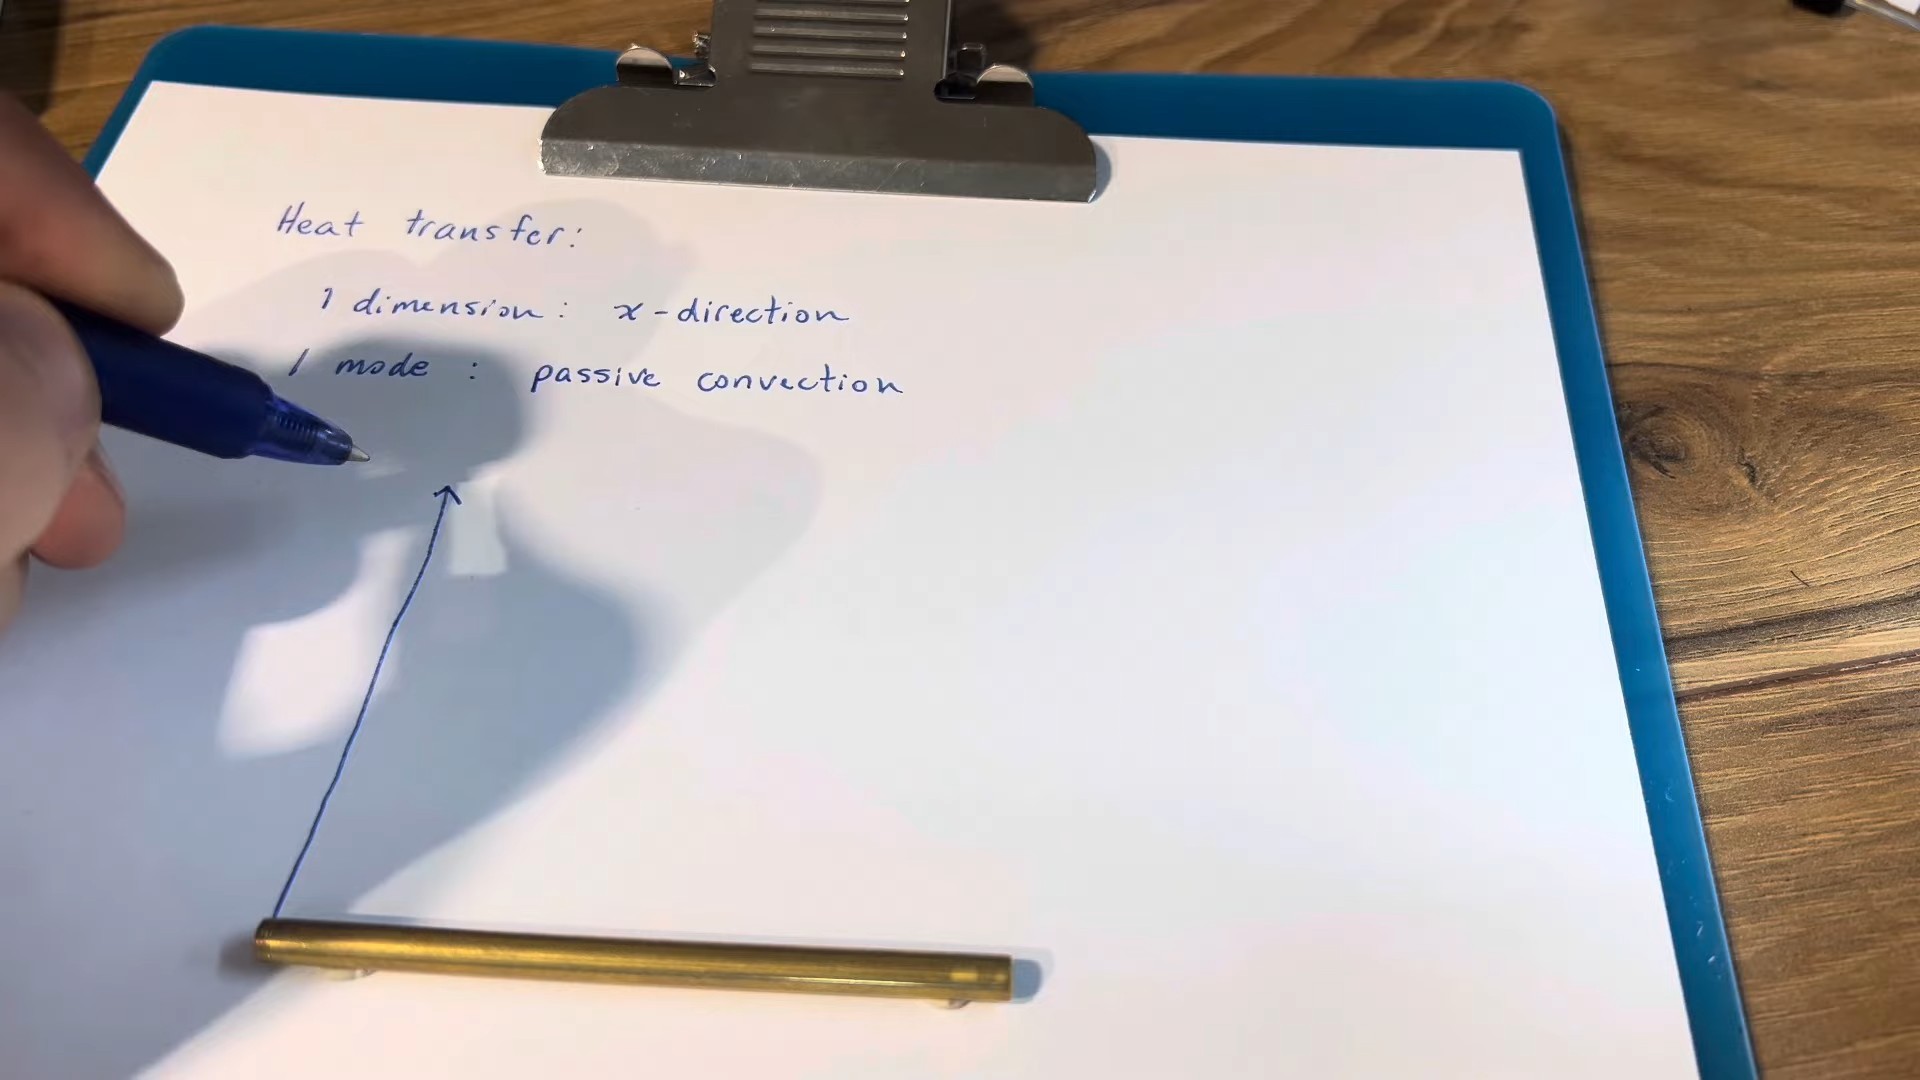 Heat transfer:
1 dimension: x-direction
1 mode : passive convection